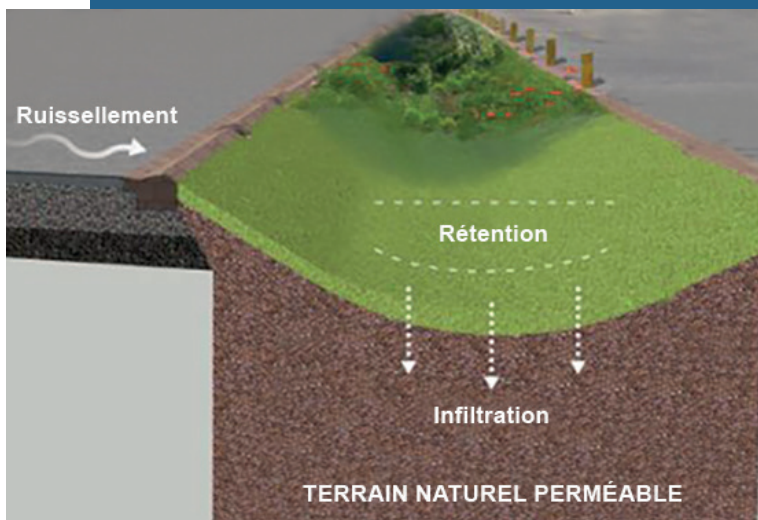 Ruissellement
Rétention
Infiltration
TERRAIN NATUREL PERMÉABLE